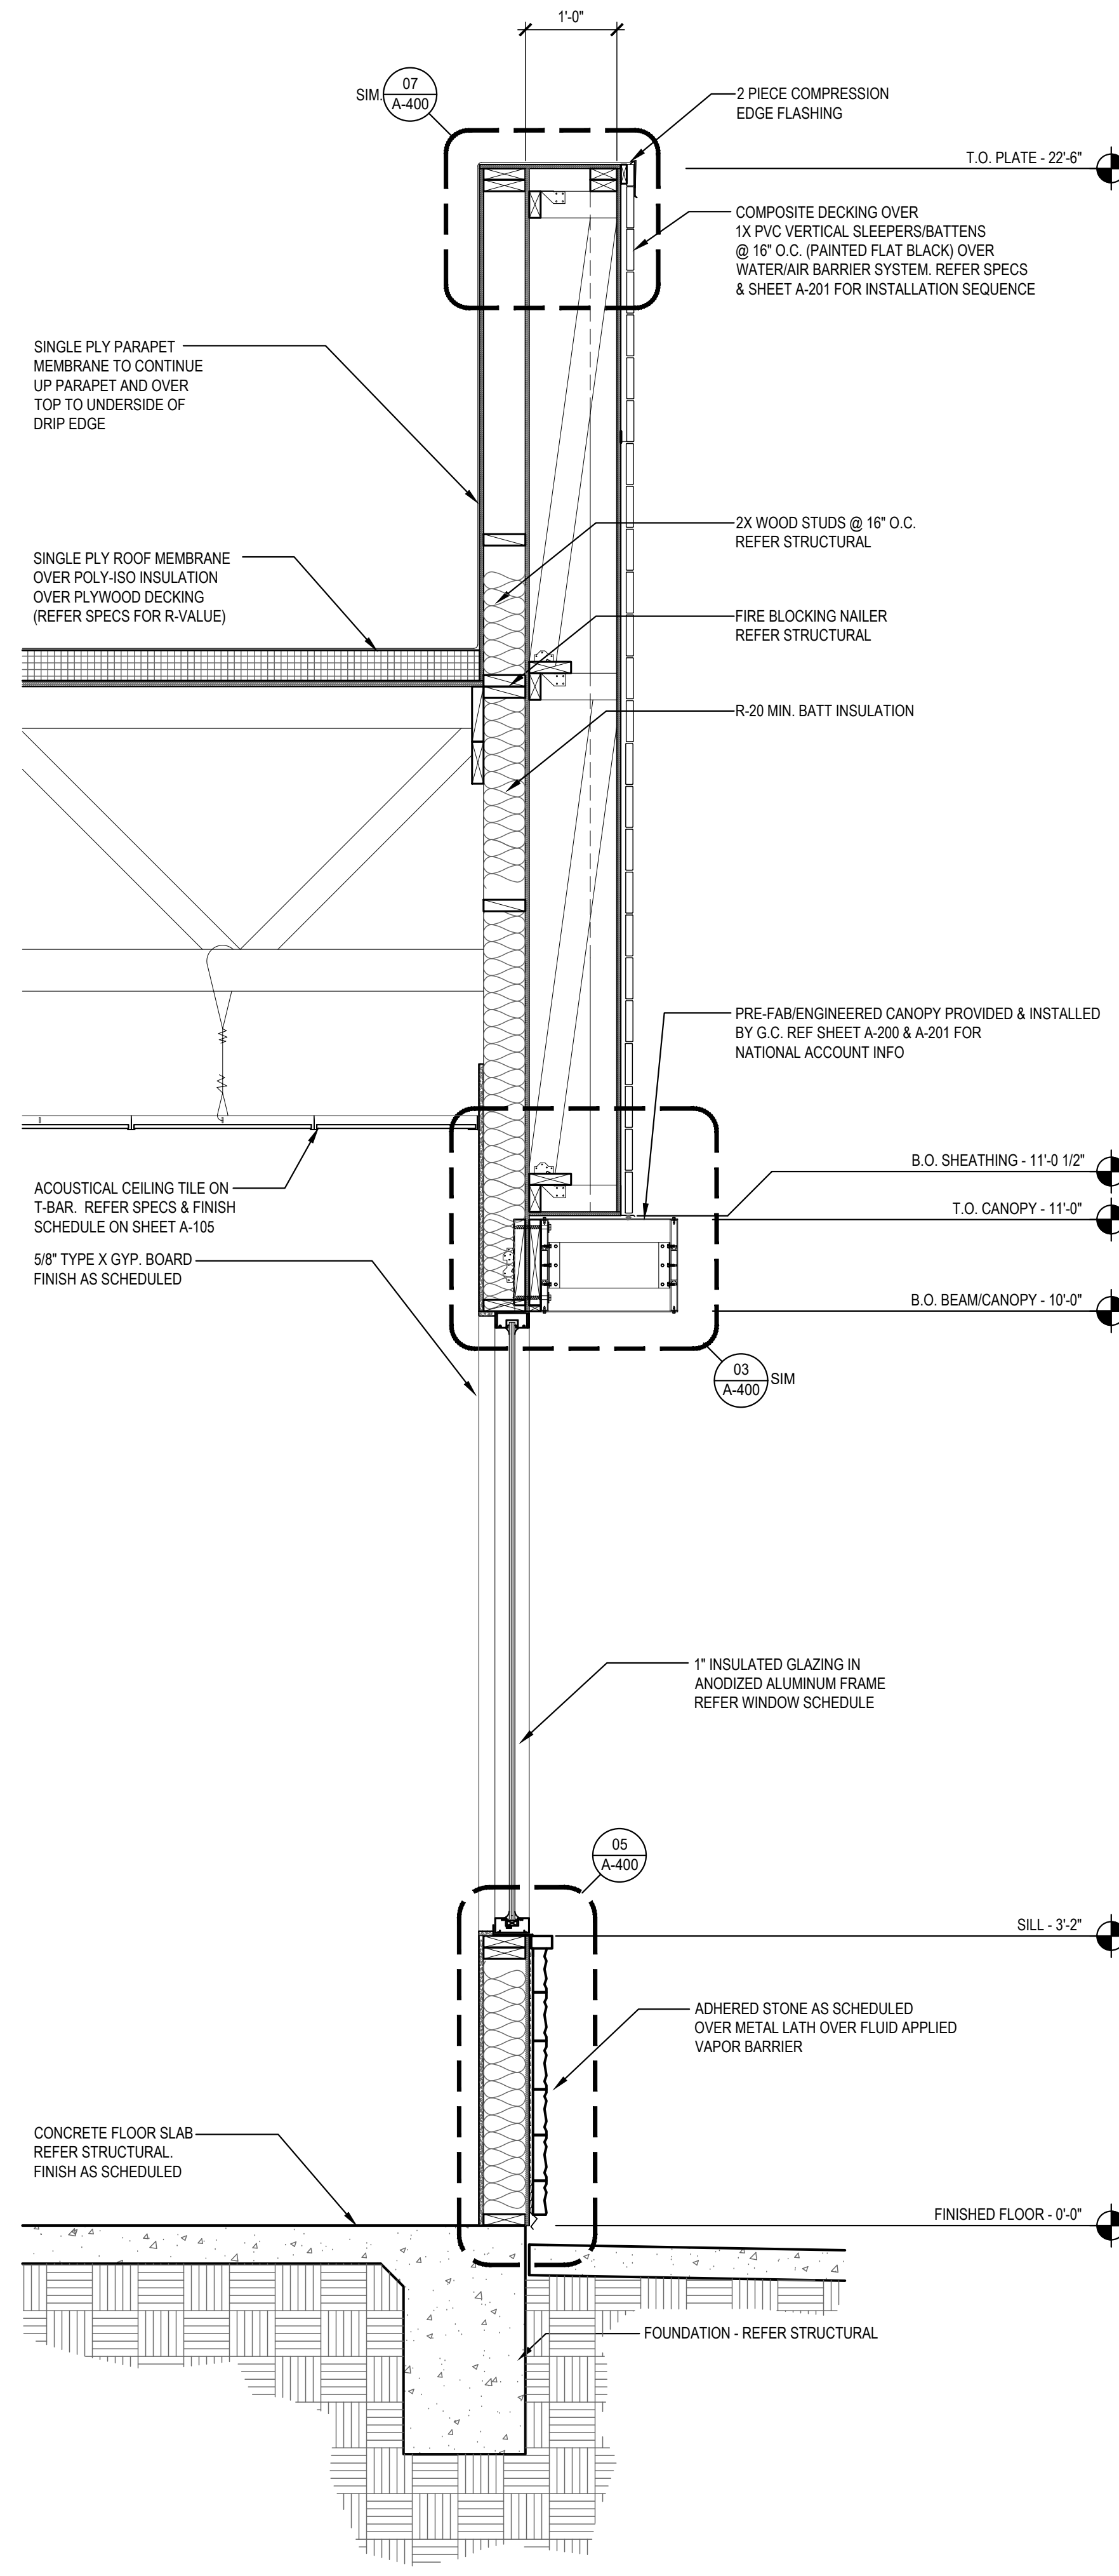 1'-0"
SIM.
07
A-400
2 PIECE COMPRESSION
EDGE FLASHING
T.O. PLATE - 22'-6"
COMPOSITE DECKING OVER
1X PVC VERTICAL SLEEPERS/BATTENS
@ 16" O.C. (PAINTED FLAT BLACK) OVER
WATER/AIR BARRIER SYSTEM. REFER SPECS
& SHEET A-201 FOR INSTALLATION SEQUENCE
SINGLE PLY PARAPET
MEMBRANE TO CONTINUE
UP PARAPET AND OVER
TOP TO UNDERSIDE OF
DRIP EDGE
2X WOOD STUDS @ 16" O.C.
REFER STRUCTURAL
SINGLE PLY ROOF MEMBRANE
OVER POLY-ISO INSULATION
OVER PLYWOOD DECKING
(REFER SPECS FOR R-VALUE)
FIRE BLOCKING NAILER
REFER STRUCTURAL
R-20 MIN. BATT INSULATION
PRE-FAB/ENGINEERED CANOPY PROVIDED & INSTALLED
BY G.C. REF SHEET A-200 & A-201 FOR
NATIONAL ACCOUNT INFO
B.O. SHEATHING - 11'-0 1/2"
ACOUSTICAL CEILING TILE ON
T-BAR.  REFER SPECS & FINISH
SCHEDULE ON SHEET A-105
T.O. CANOPY - 11'-0"
5/8" TYPE X GYP. BOARD
FINISH AS SCHEDULED
B.O. BEAM/CANOPY - 10'-0"
03
A-400
SIM
1" INSULATED GLAZING IN
ANODIZED ALUMINUM FRAME
REFER WINDOW SCHEDULE
05
A-400
SILL - 3'-2"
ADHERED STONE AS SCHEDULED
OVER METAL LATH OVER FLUID APPLIED
VAPOR BARRIER
CONCRETE FLOOR SLAB
REFER STRUCTURAL.
FINISH AS SCHEDULED
FINISHED FLOOR - 0'-0"
FOUNDATION - REFER STRUCTURAL